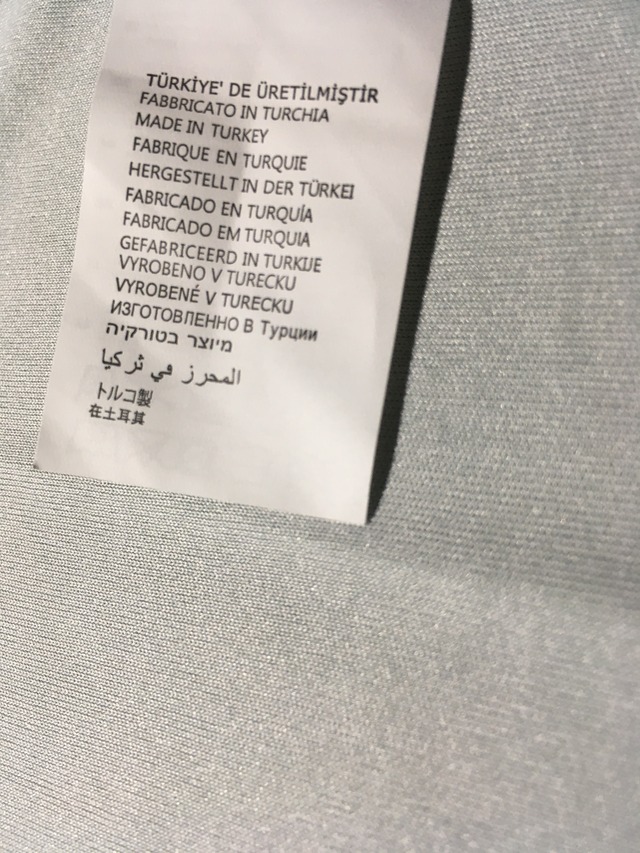 TÜRKİYE' DE ÜRETİLMİŞTİR
FABBRICATO IN TURCHIA
MADE IN TURKEY
FABRIQUE EN TURQUIE
HERGESTELLT IN DER TÜRKEI
FABRICADO EN TURQUÍA
FABRICADO EM TURQUIA
GEFABRICEERD IN TURKIJE
VYROBENO V TURECKU
VYROBENÉ V TURECKU
ИЗГОТОВЛЕННО В Турции
מיוצר בטורקיה
المحرز في تركيا
トルコ製
在土耳其